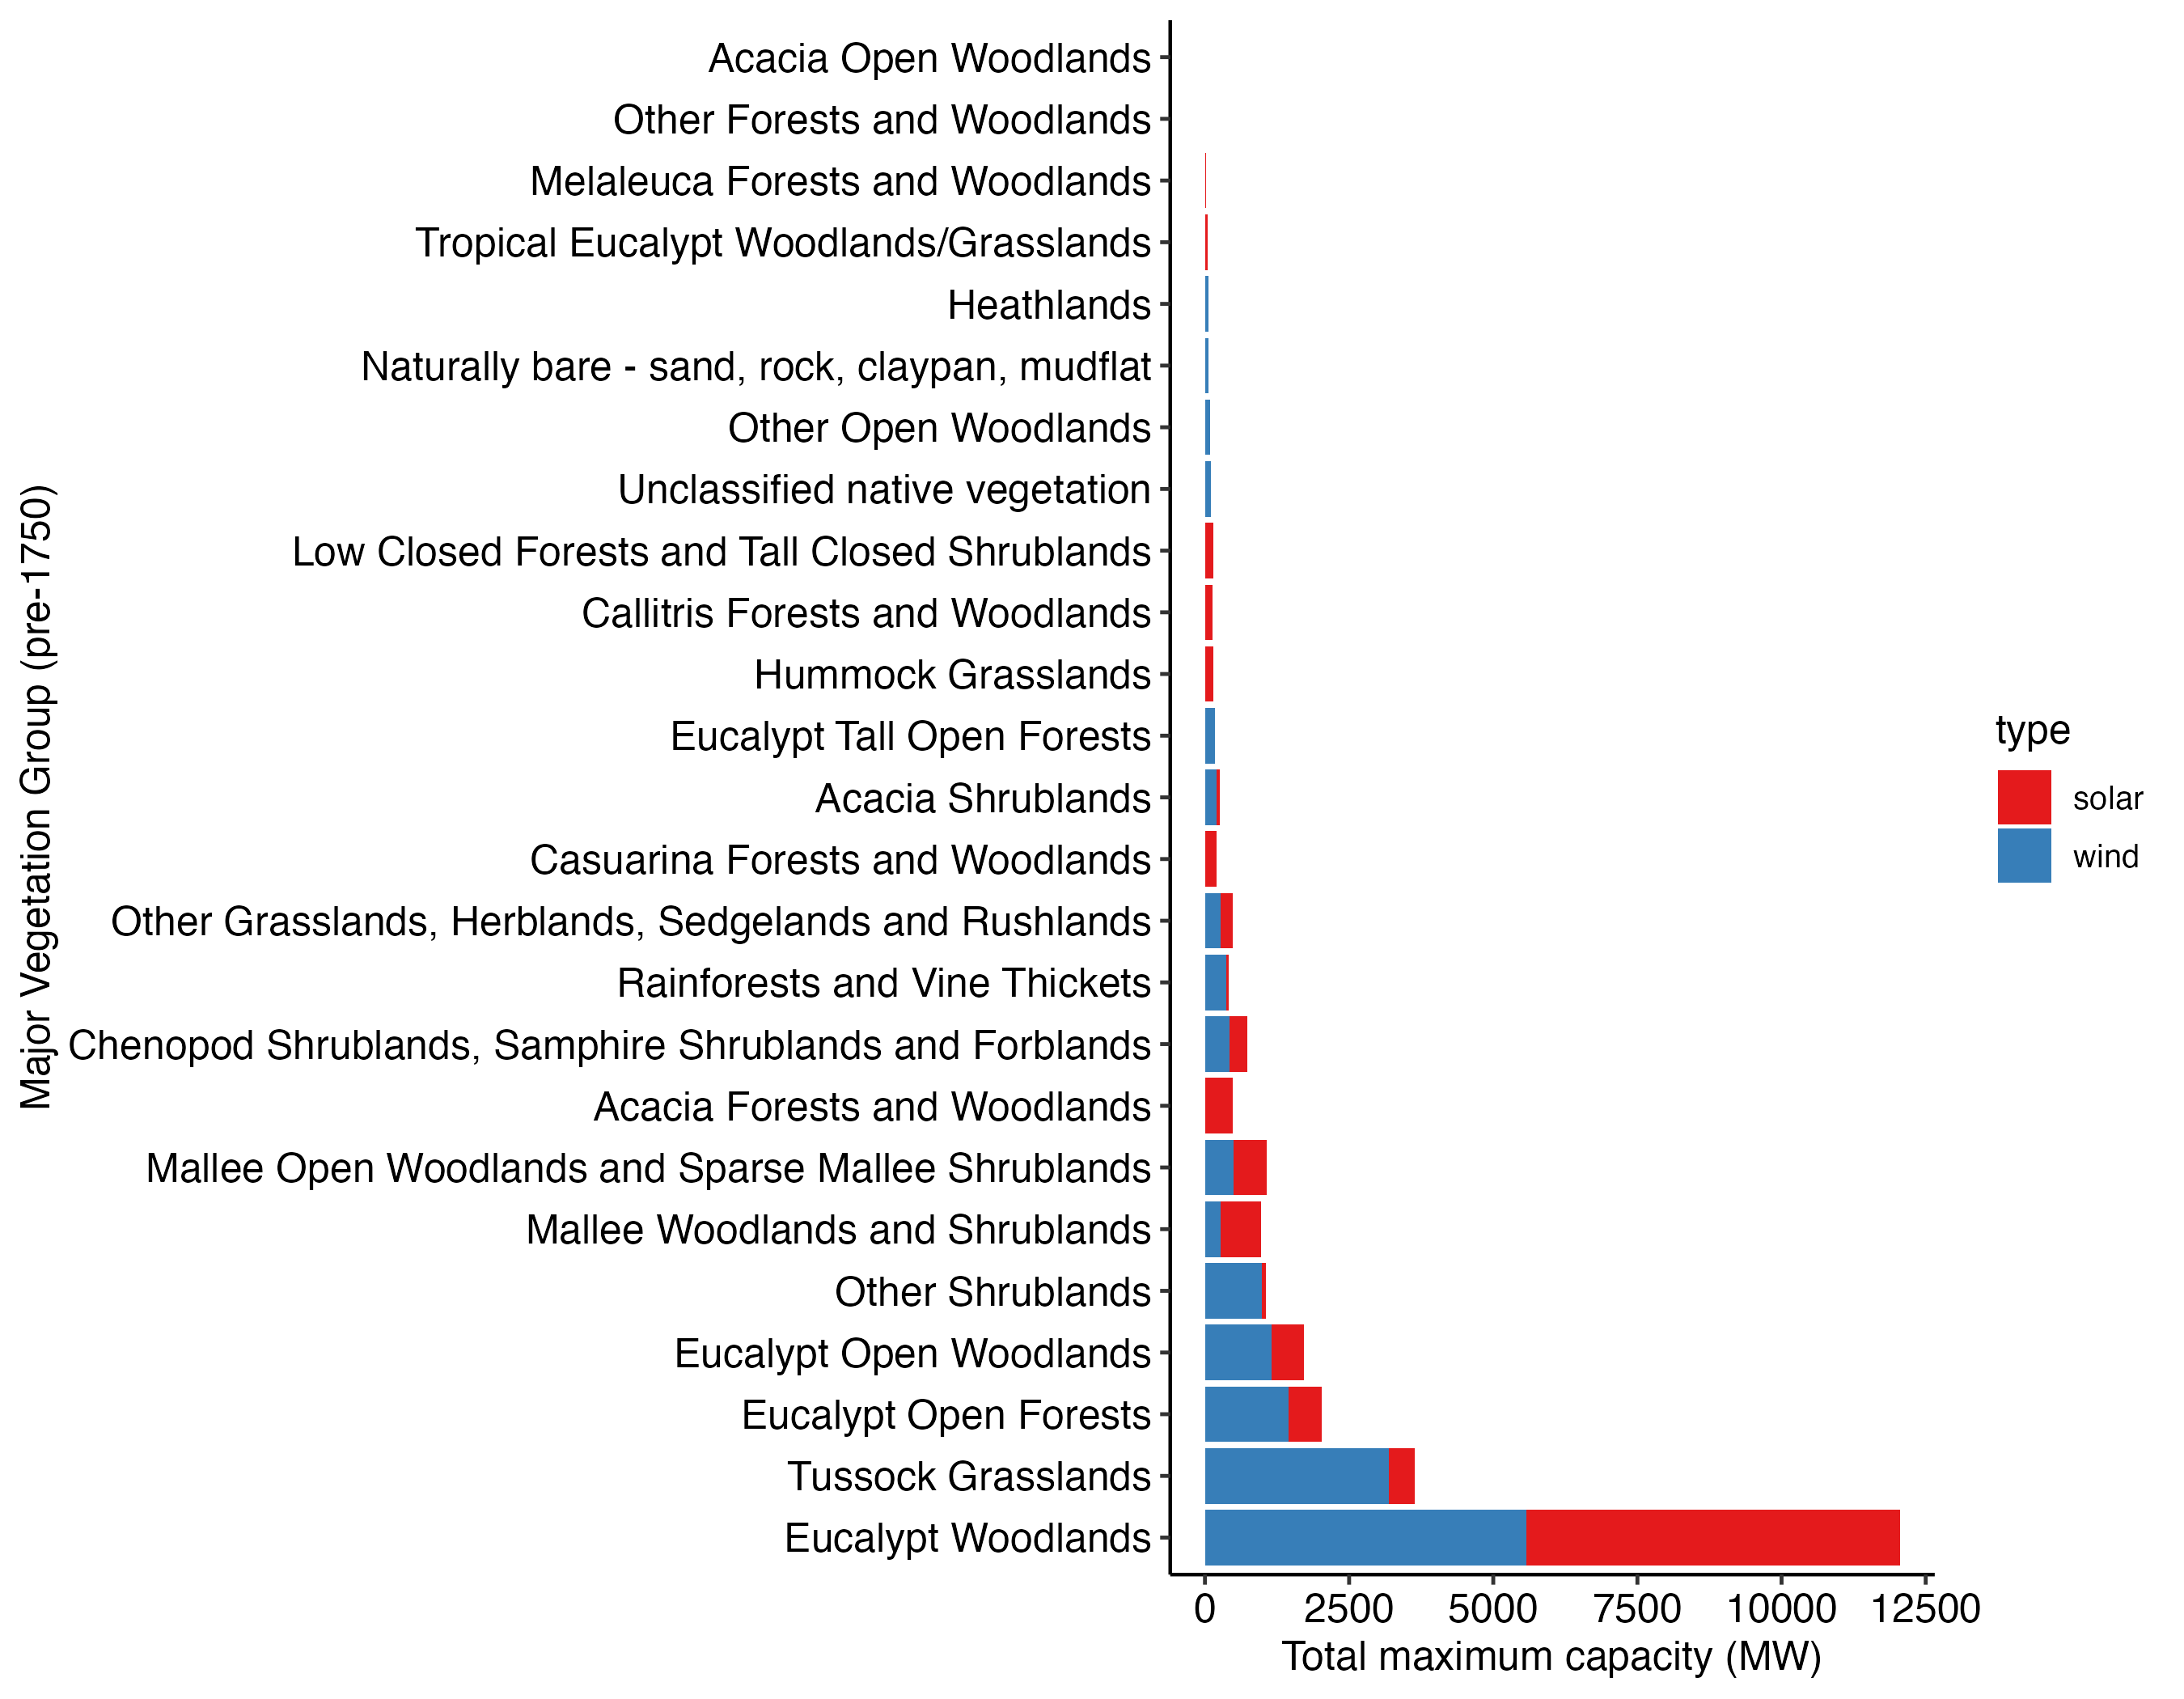 Major Vegetation Group (pre-1750)
Acacia Open Woodlands
Other Forests and Woodlands
Melaleuca Forests and Woodlands
Tropical Eucalypt Woodlands/Grasslands
Heathlands
Naturally bare - sand, rock, claypan, mudflat
Other Open Woodlands
Unclassified native vegetation
Low Closed Forests and Tall Closed Shrublands
Callitris Forests and Woodlands
Hummock Grasslands
Eucalypt Tall Open Forests
Acacia Shrublands
Casuarina Forests and Woodlands
Other Grasslands, Herblands, Sedgelands and Rushlands
Rainforests and Vine Thickets
Chenopod Shrublands, Samphire Shrublands and Forblands
Acacia Forests and Woodlands
Mallee Open Woodlands and Sparse Mallee Shrublands
Mallee Woodlands and Shrublands
Other Shrublands
Eucalypt Open Woodlands
Eucalypt Open Forests
Tussock Grasslands
Eucalypt Woodlands
0 2500 5000 7500 10000 12500
Total maximum capacity (MW)
type
solar
wind